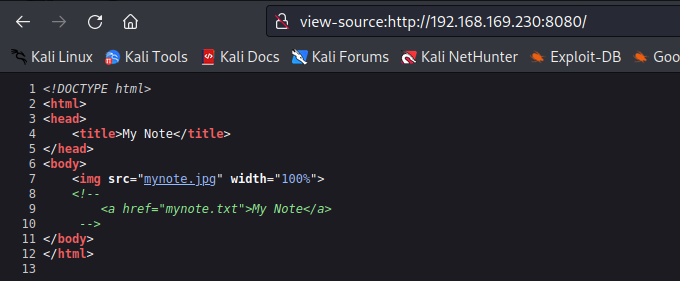 view-source:http://192.168.169.230:8080/
Kali Linux Kali Tools Kali Docs Kali Forums Kali NetHunter Exploit-DB Goo
1 <!DOCTYPE html>
2 <html>
3 <head>
4     <title>My Note</title>
5 </head>
6 <body>
7     <img src="mynote.jpg" width="100%">
8     <!--
9         <a href="mynote.txt">My Note</a>
10      -->
11 </body>
12 </html>
13